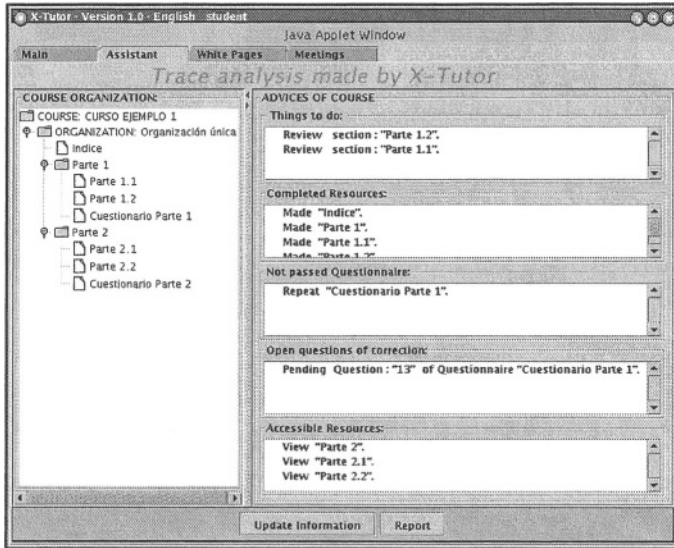 X-Tutor - Version 1.0 - English student
Java Applet Window
Main
Assistant
White Pages
Meetings
Trace analysis made by X-Tutor
COURSE ORGANIZATION:
COURSE: CURSO EJEMPLO 1
ORGANIZATION: Organización única
Indice
Parte 1
Parte 1.1
Parte 1.2
Cuestionario Parte 1
Parte 2
Parte 2.1
Parte 2.2
Cuestionario Parte 2
ADVICES OF COURSE
Things to do:
Review section: "Parte 1.2".
Review section: "Parte 1.1".
Completed Resources:
Made "Indice".
Made "Parte 1".
Made "Parte 1.1".
Made "Parte 1.2".
Not passed Questionnaire:
Repeat "Cuestionario Parte 1".
Open questions of correction:
Pending Question: "13" of Questionnaire "Cuestionario Parte 1".
Accessible Resources:
View "Parte 2".
View "Parte 2.1".
View "Parte 2.2".
Update Information
Report